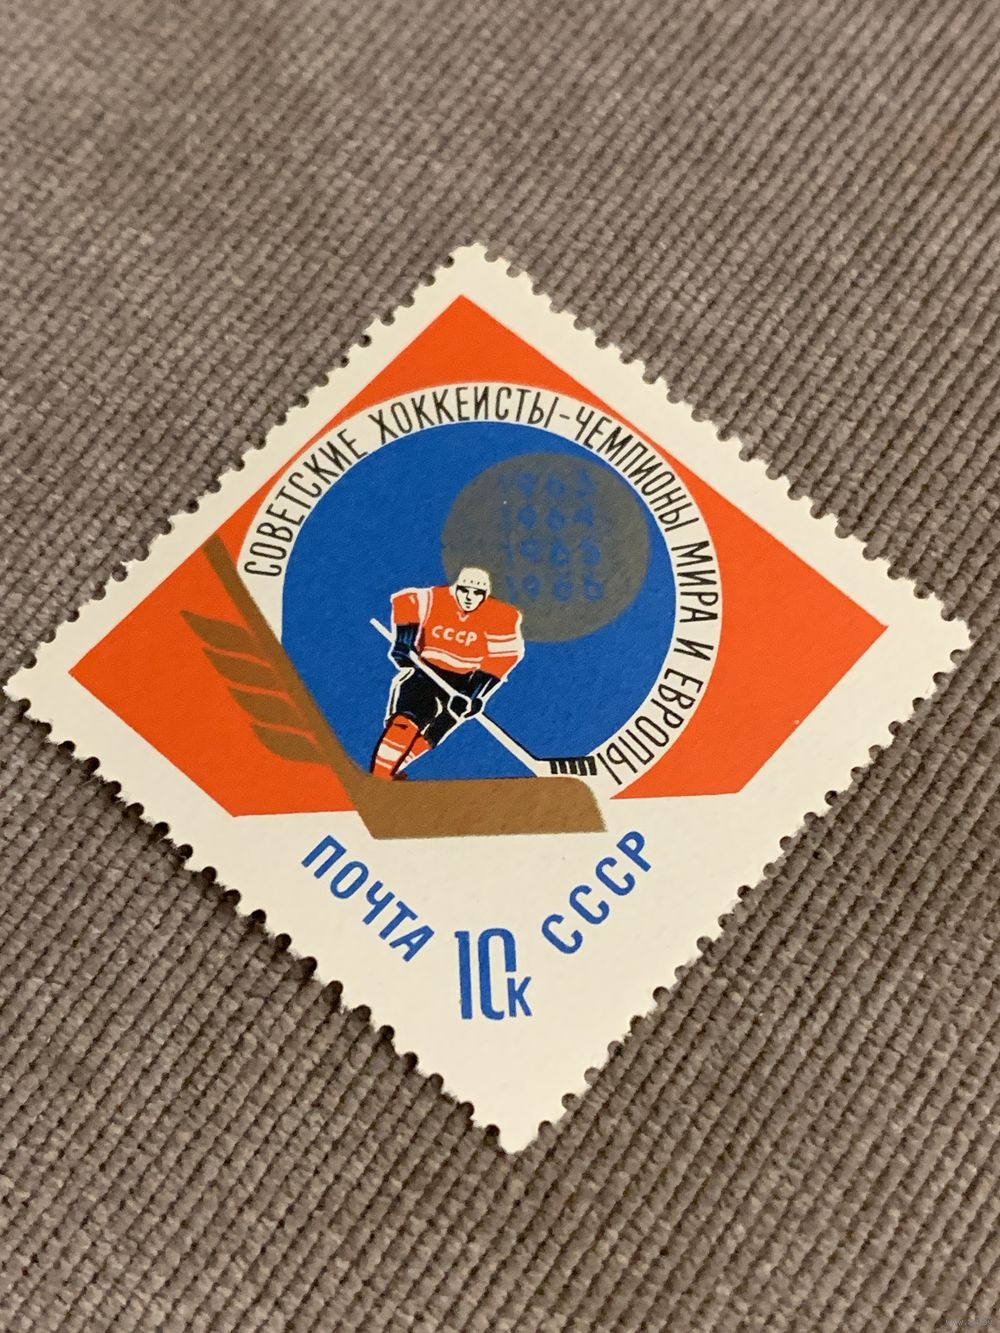 СОВЕТСКИЕ ХОККЕИСТЫ-ЧЕМПИОНЫ МИРА И ЕВРОПЫ
1963
1964
1965
1966
СССР
ПОЧТА СССР
10к